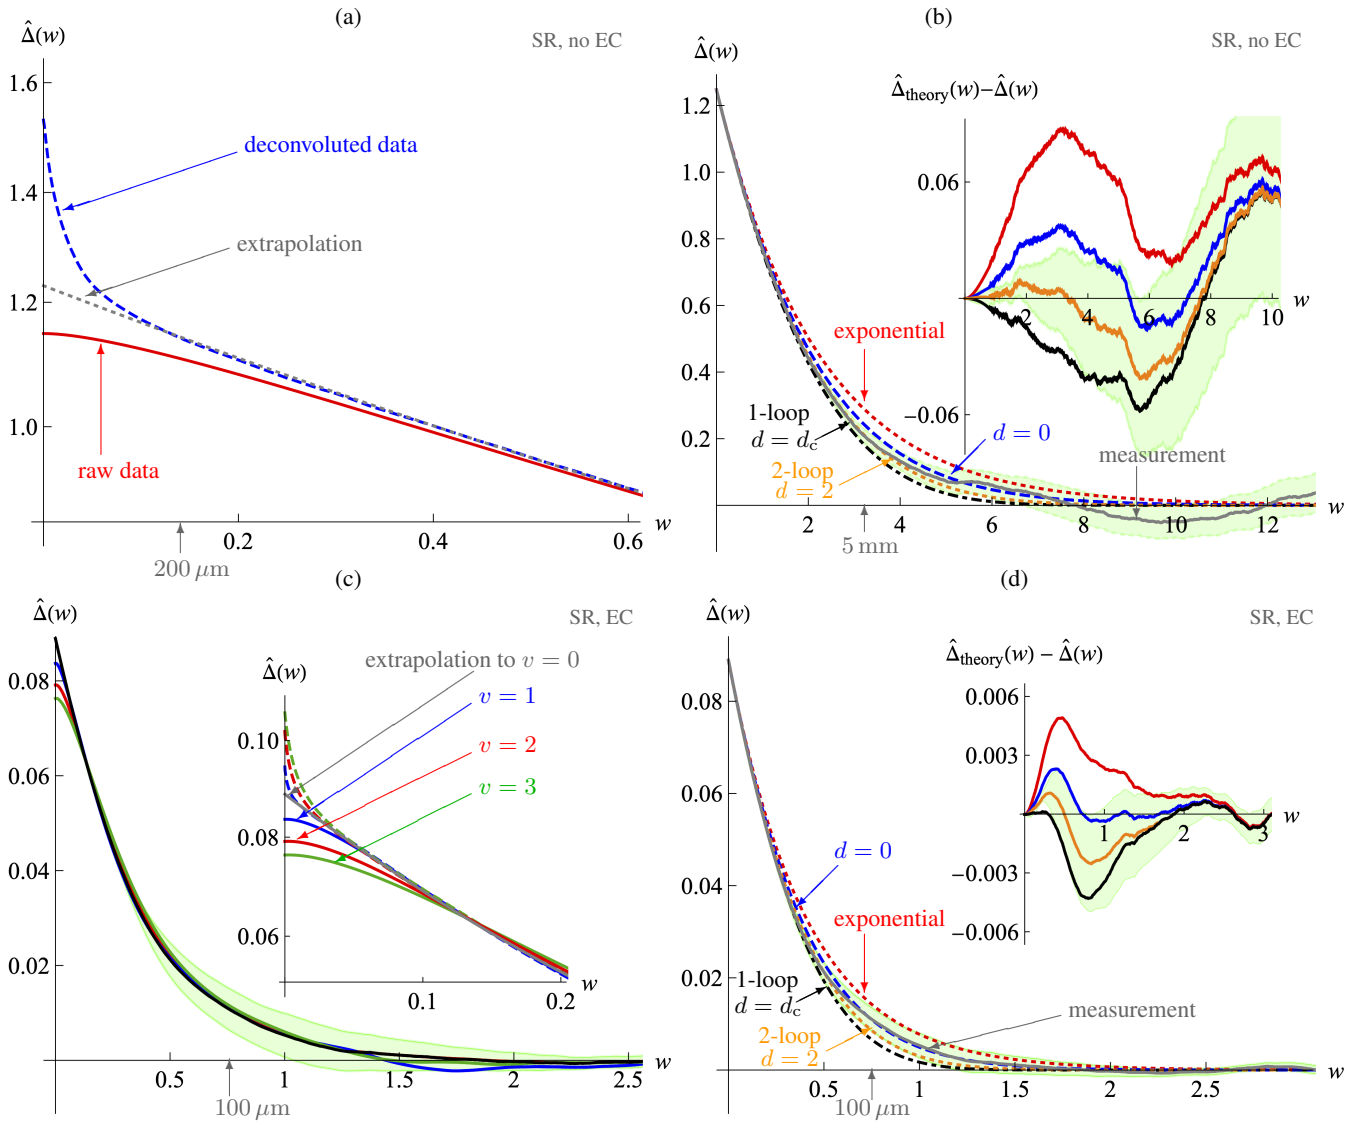 (a)
Δ̂(w)
SR, no EC
1.6
1.4
1.2
1.0
deconvoluted data
extrapolation
raw data
0.2
0.4
0.6
w
200 μm
(b)
Δ̂(w)
SR, no EC
1.2
1.0
0.8
0.6
0.4
0.2
Δ̂theory(w)−Δ̂(w)
0.06
-0.06
2
4
6
8
10
w
exponential
1-loop
d = dc
d = 0
2-loop
d = 2
measurement
2
4
6
8
10
12
w
5 mm
(c)
Δ̂(w)
SR, EC
0.08
0.06
0.04
0.02
Δ̂(w)
extrapolation to v = 0
v = 1
v = 2
v = 3
0.10
0.08
0.06
0.1
0.2
w
0.5
1
1.5
2
2.5
w
100 μm
(d)
Δ̂(w)
SR, EC
0.08
0.06
0.04
0.02
Δ̂theory(w) − Δ̂(w)
0.006
0.003
-0.003
-0.006
1
2
3
w
d = 0
exponential
1-loop
d = dc
2-loop
d = 2
measurement
0.5
1
1.5
2
2.5
w
100 μm